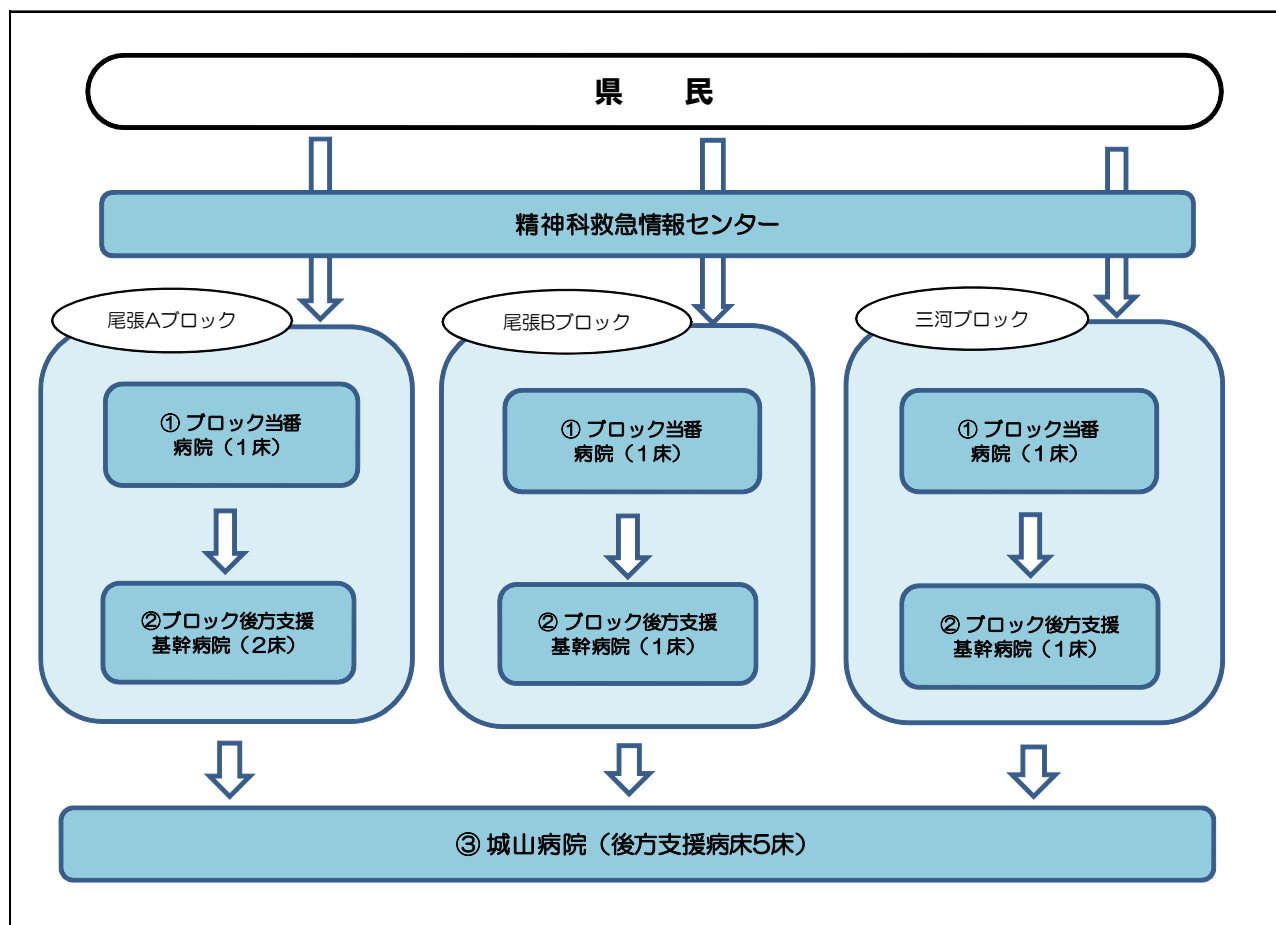 県　　民
精神科救急情報センター
尾張Aブロック
① ブロック当番
病院（１床）
②ブロック後方支援
基幹病院（２床）
尾張Bブロック
① ブロック当番
病院（１床）
② ブロック後方支援
基幹病院（１床）
三河ブロック
① ブロック当番
病院（１床）
② ブロック後方支援
基幹病院（１床）
③ 城山病院（後方支援病床5床）